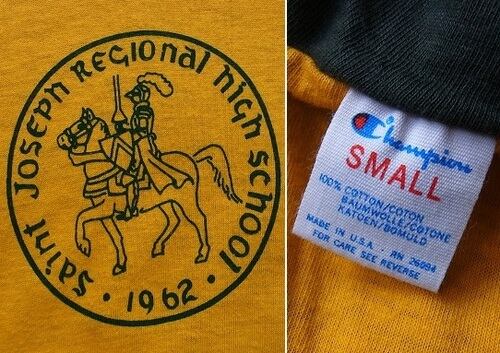 Saint Joseph Regional High School · 1962 ·
Champion
SMALL
100% COTTON/COTON
BAUMWOLLE/COTONE
KATOEN/BOMULD
MADE IN U.S.A. · RN 26094
FOR CARE SEE REVERSE